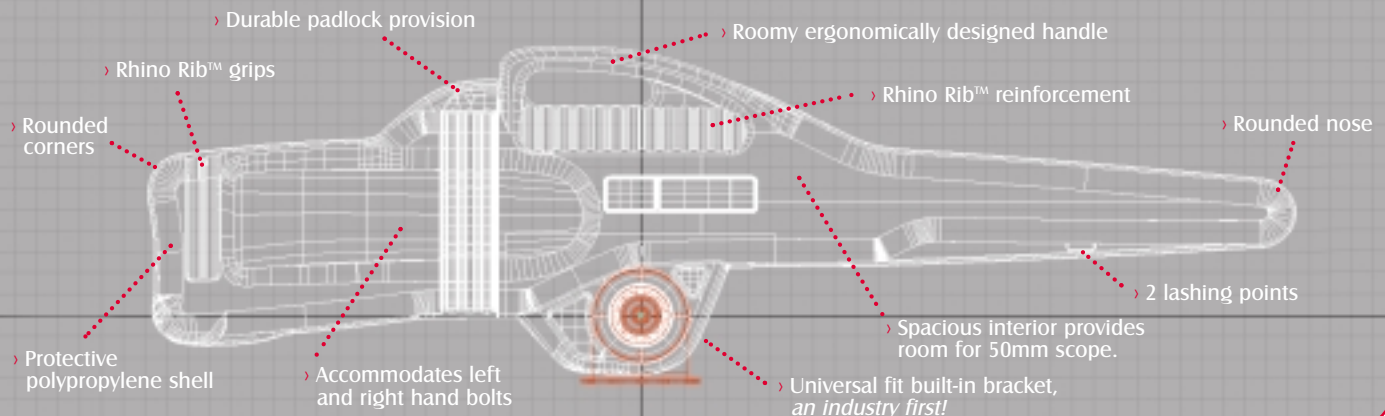 › Durable padlock provision
› Roomy ergonomically designed handle
› Rhino Rib™ grips
› Rhino Rib™ reinforcement
› Rounded
corners
› Rounded nose
› 2 lashing points
› Spacious interior provides
room for 50mm scope.
› Protective
polypropylene shell
› Accommodates left
and right hand bolts
› Universal fit built-in bracket,
an industry first!